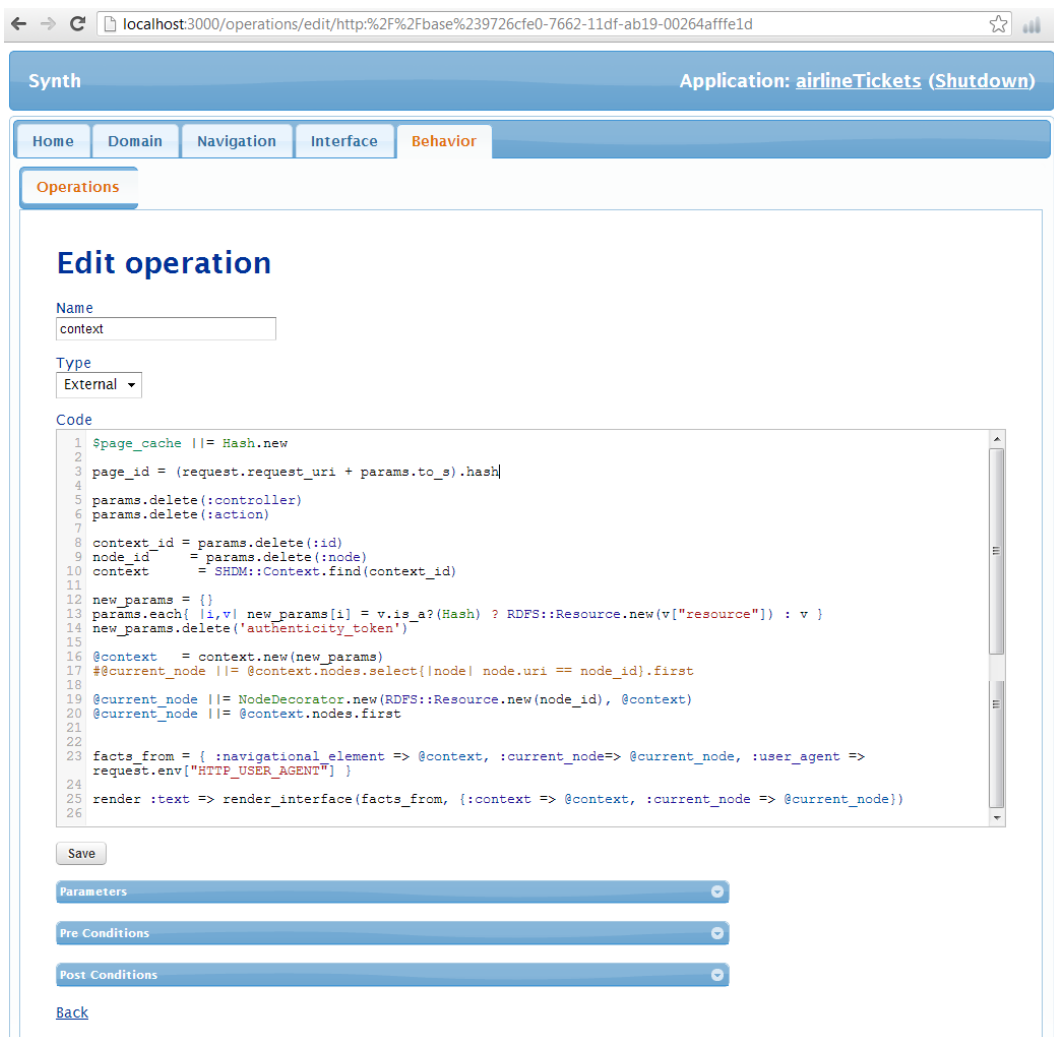 localhost:3000/operations/edit/http:%2F%2Fbase%239726cfe0-7662-11df-ab19-00264afffe1d
Synth
Application: airlineTickets (Shutdown)
Home Domain Navigation Interface Behavior
Operations
Edit operation
Name
context
Type
External
Code
1 $page_cache ||= Hash.new
2
3 page_id = (request.request_uri + params.to_s).hash
4
5 params.delete(:controller)
6 params.delete(:action)
7
8 context_id = params.delete(:id)
9 node_id     = params.delete(:node)
10 context      = SHDM::Context.find(context_id)
11
12 new_params = {}
13 params.each{ |i,v| new_params[i] = v.is_a?(Hash) ? RDFS::Resource.new(v["resource"]) : v }
14 new_params.delete('authenticity_token')
15
16 @context   = context.new(new_params)
17 #@current_node ||= @context.nodes.select{|node| node.uri == node_id}.first
18
19 @current_node ||= NodeDecorator.new(RDFS::Resource.new(node_id), @context)
20 @current_node ||= @context.nodes.first
21
22
23 facts_from = { :navigational_element => @context, :current_node=> @current_node, :user_agent =>
request.env["HTTP_USER_AGENT"] }
24
25 render :text => render_interface(facts_from, {:context => @context, :current_node => @current_node})
26
Save
Parameters
Pre Conditions
Post Conditions
Back